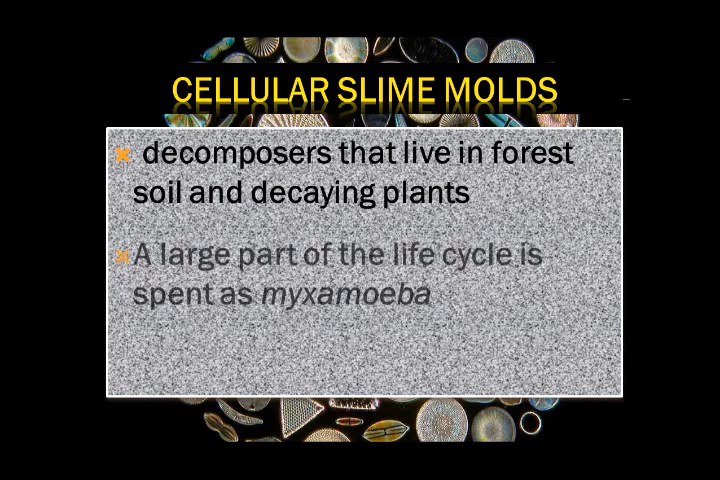 CELLULAR SLIME MOLDS
decomposers that live in forest
soil and decaying plants
A large part of the life cycle is
spent as myxamoeba